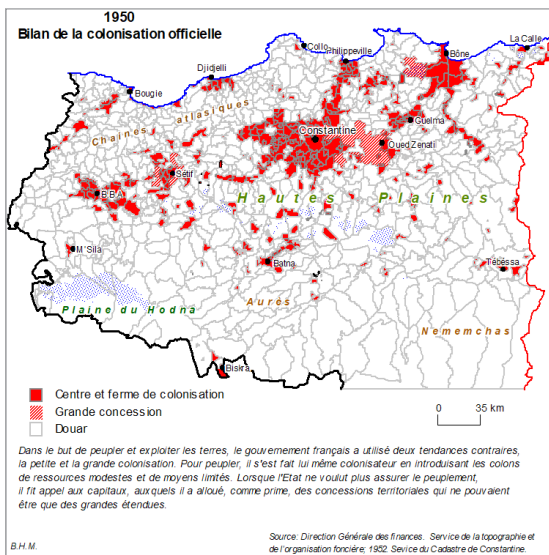 1950
Bilan de la colonisation officielle
Collo
Philippeville
Bône
La Calle
Djidjelli
Bougie
Chaines atlasiques
Guelma
Constantine
Oued Zenati
Sétif
B.B.A
Hautes Plaines
M'Sila
Batna
Tébéssa
Aurés
Plaine du Hodna
Nememchas
Biskra
Centre et ferme de colonisation
Grande concession
Douar
0 35 km
Dans le but de peupler et exploiter les terres, le gouvernement français a utilisé deux tendances contraires,
la petite et la grande colonisation. Pour peupler, il s'est fait lui même colonisateur en introduisant les colons
de ressources modestes et de moyens limités. Lorsque l'Etat ne voulut plus assurer le peuplement,
il fit appel aux capitaux, auxquels il a alloué, comme prime, des concessions territoriales qui ne pouvaient
être que des grandes étendues.
B.H.M.
Source: Direction Générale des finances. Service de la topographie et
de l'organisation foncière; 1952. Sevice du Cadastre de Constantine.